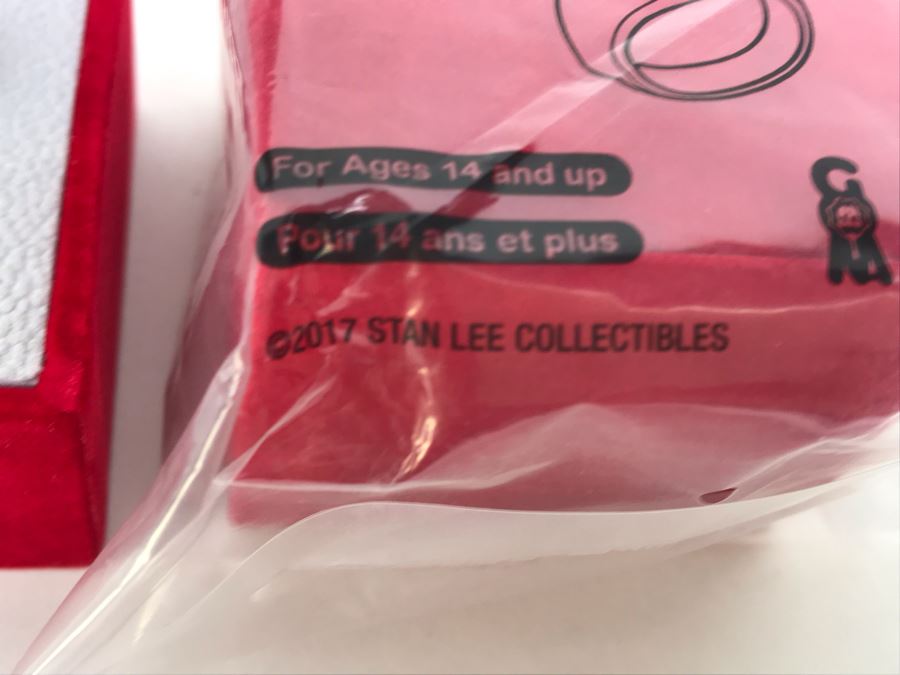 For Ages 14 and up
Pour 14 ans et plus
©2017 STAN LEE COLLECTIBLES